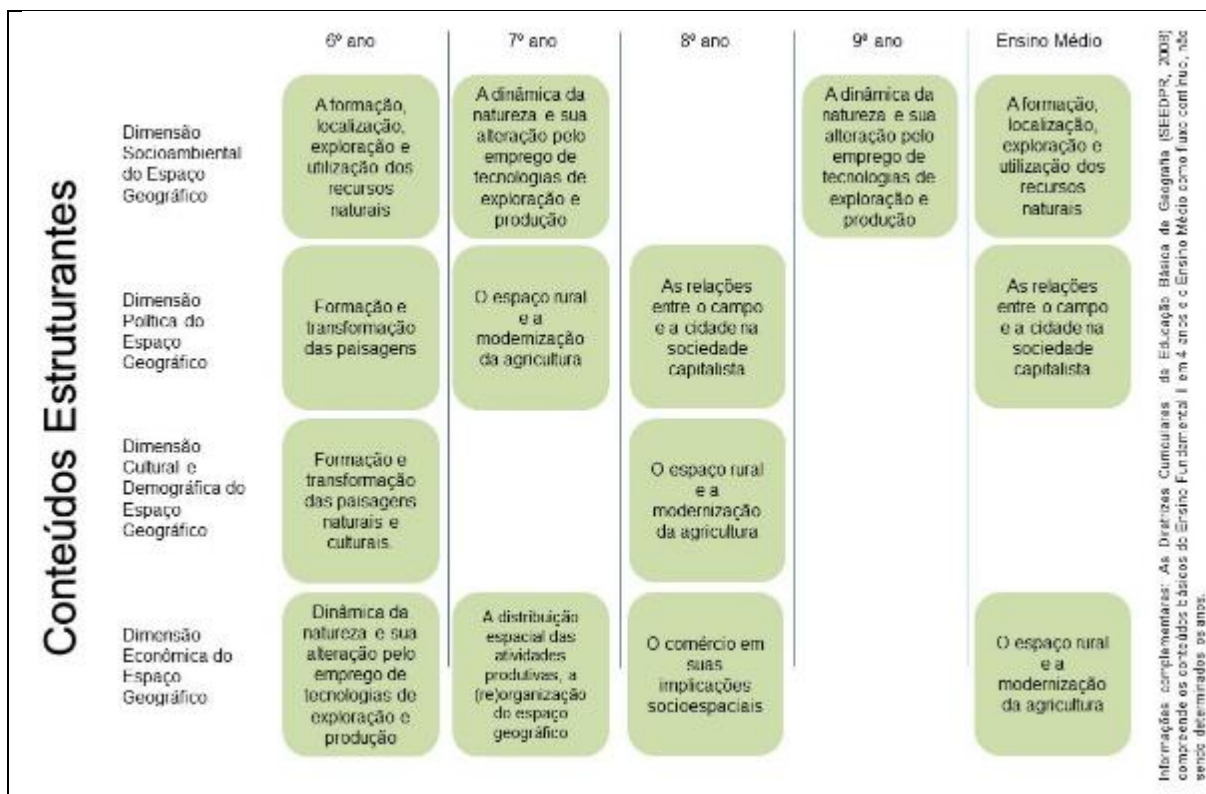 Conteúdos Estruturantes
6º ano
7º ano
8º ano
9º ano
Ensino Médio
Dimensão
Socioambiental
do Espaço
Geográfico
A formação,
localização,
exploração e
utilização dos
recursos
naturais
A dinâmica da
natureza e sua
alteração pelo
emprego de
tecnologias de
exploração e
produção
A dinâmica da
natureza e sua
alteração pelo
emprego de
tecnologias de
exploração e
produção
A formação,
localização,
exploração e
utilização dos
recursos
naturais
Dimensão
Política do
Espaço
Geográfico
Formação e
transformação
das paisagens
O espaço rural
e a
modernização
da agricultura
As relações
entre o campo
e a cidade na
sociedade
capitalista
As relações
entre o campo
e a cidade na
sociedade
capitalista
Dimensão
Cultural e
Demográfica do
Espaço
Geográfico
Formação e
transformação
das paisagens
naturais e
culturais.
O espaço rural
e a
modernização
da agricultura
Dimensão
Econômica do
Espaço
Geográfico
Dinâmica da
natureza e sua
alteração pelo
emprego de
tecnologias de
exploração e
produção
A distribuição
espacial das
atividades
produtivas, a
(re)organização
do espaço
geográfico
O comércio em
suas
implicações
socioespaciais
O espaço rural
e a
modernização
da agricultura
Informações complementares: As Diretrizes Curriculares da Educação Básica de Geografia (SEEDPR, 2008)
compreende os conteúdos básicos do Ensino Fundamental II em 4 anos e o Ensino Médio como fluxo contínuo, não
sendo determinados os anos.